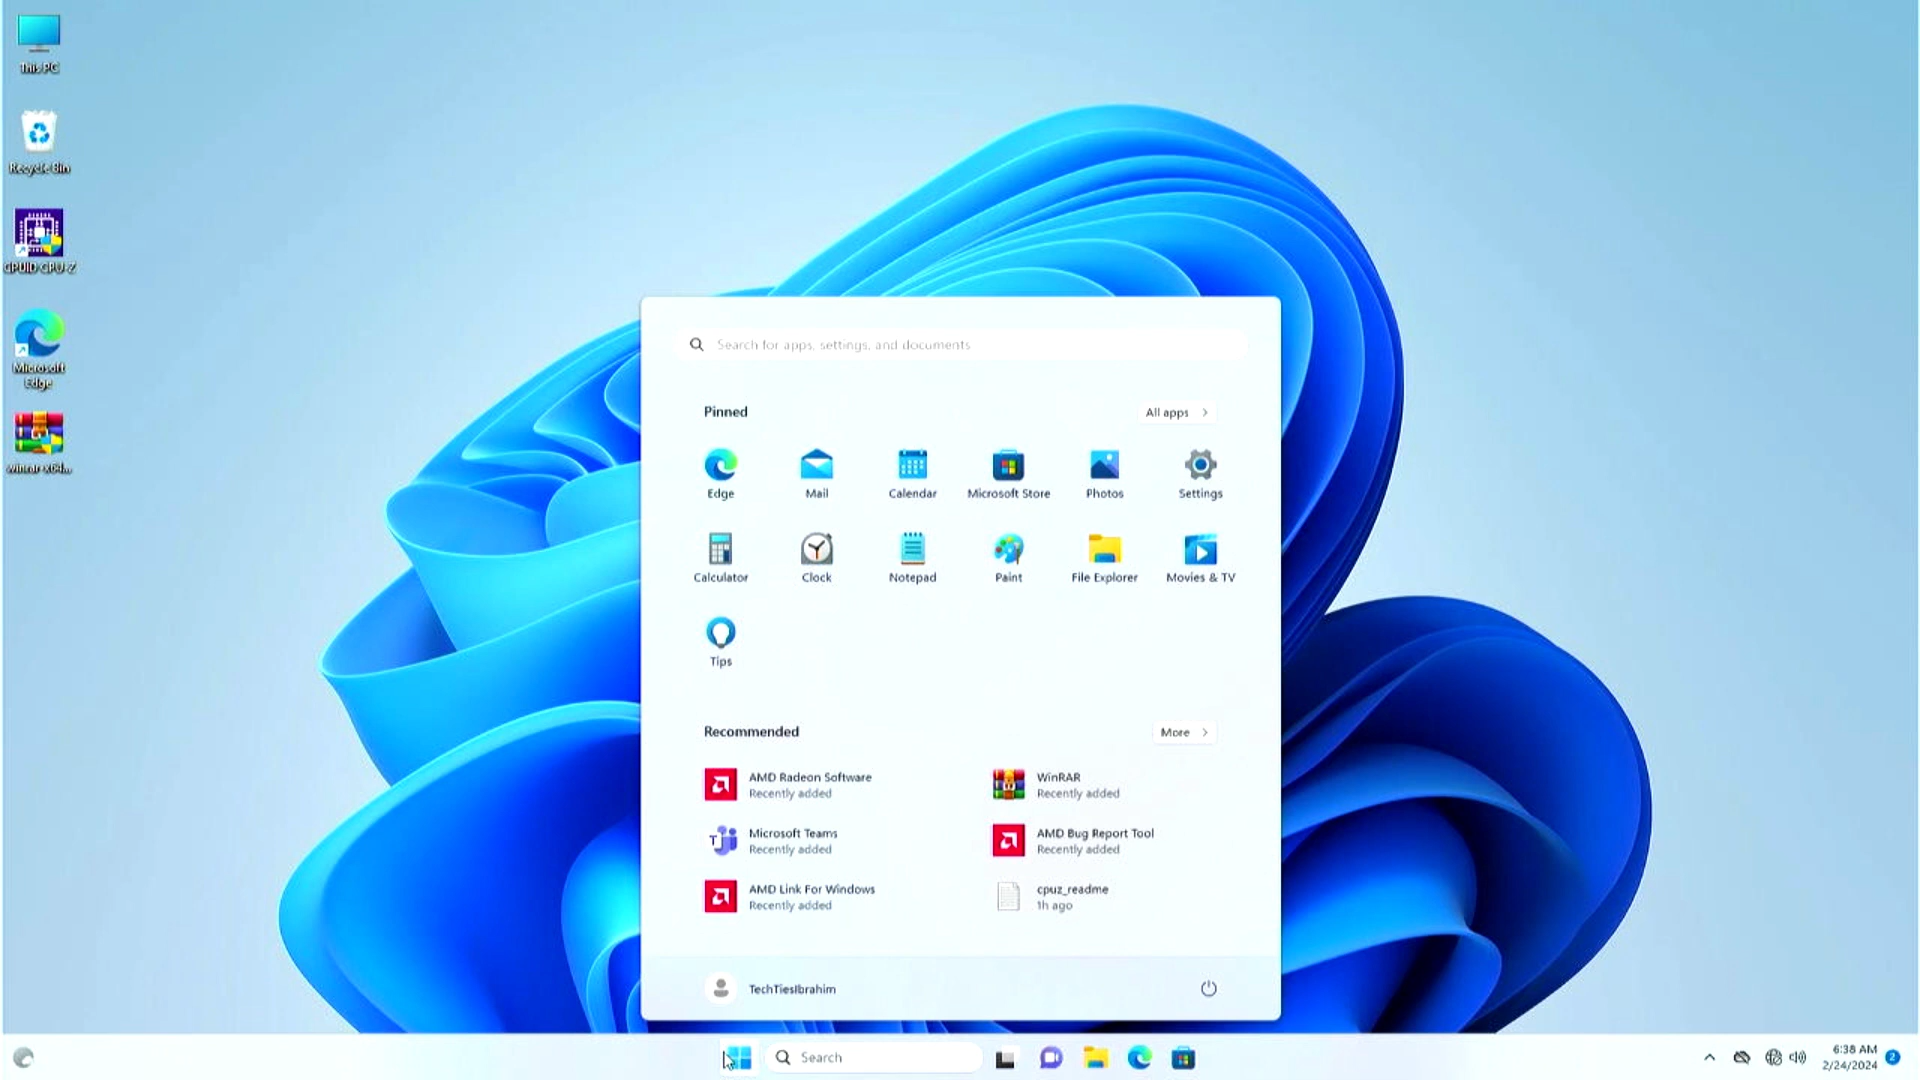 This PC
Recycle Bin
CPUID CPU-Z
Microsoft
Edge
winrar-x64...
Search for apps, settings, and documents
Pinned
All apps
Edge
Mail
Calendar
Microsoft Store
Photos
Settings
Calculator
Clock
Notepad
Paint
File Explorer
Movies & TV
Tips
Recommended
More
AMD Radeon Software
Recently added
WinRAR
Recently added
Microsoft Teams
Recently added
AMD Bug Report Tool
Recently added
AMD Link For Windows
Recently added
cpuz_readme
1h ago
TechTiesIbrahim
Search
6:38 AM
2/24/2024
2